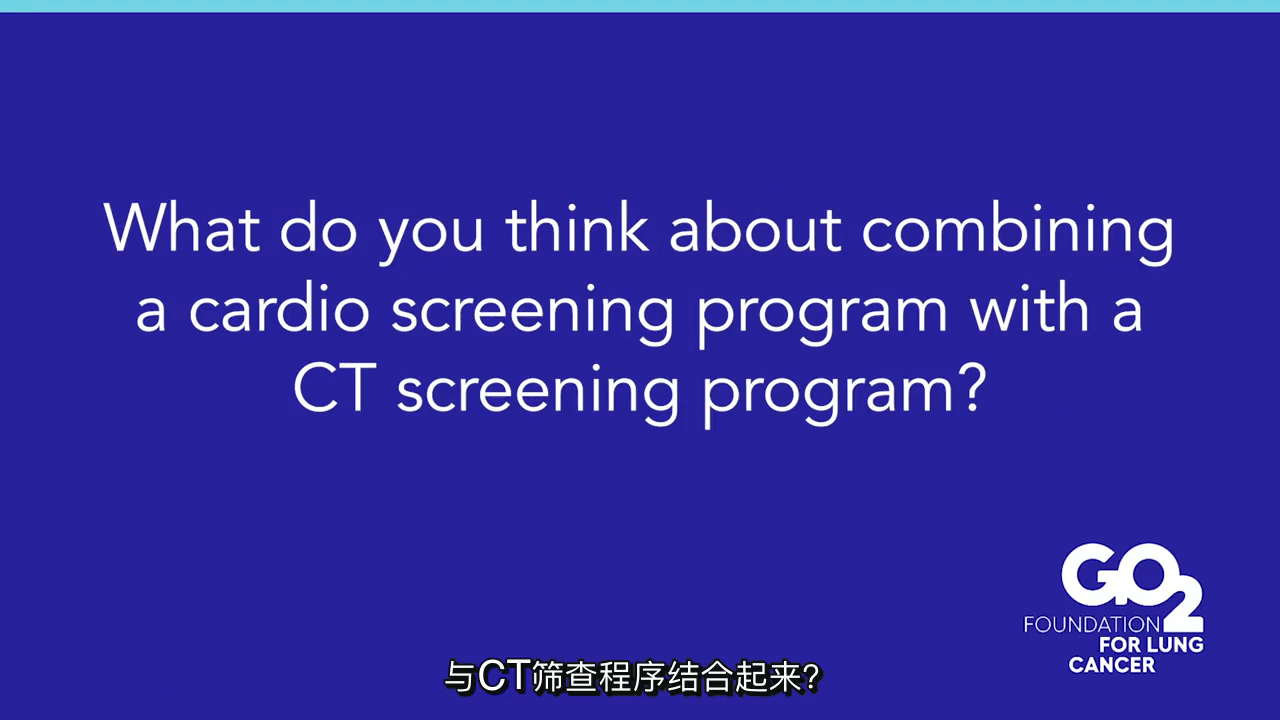 What do you think about combining
a cardio screening program with a
CT screening program?
GO2
FOUNDATION
FOR LUNG
CANCER
与CT筛查程序结合起来?